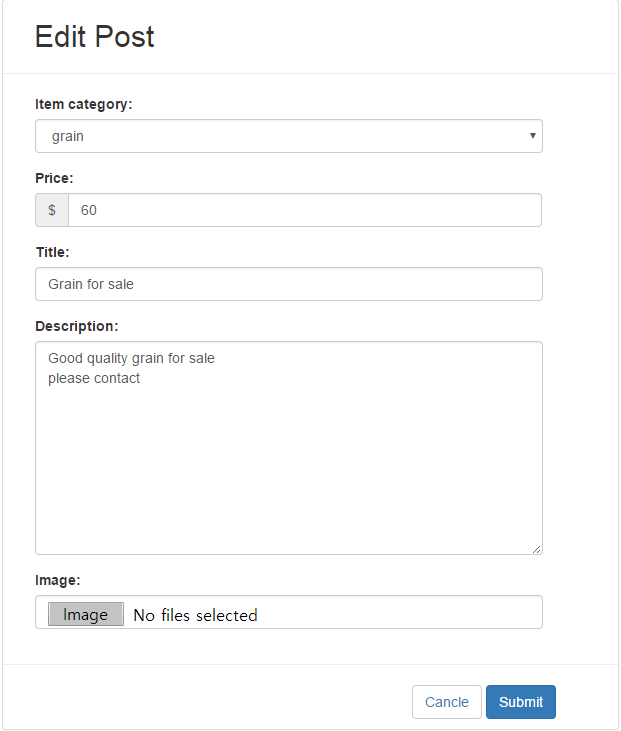 Edit Post
Item category:
grain
Price:
$ 60
Title:
Grain for sale
Description:
Good quality grain for sale
please contact
Image:
Image No files selected
Cancle Submit